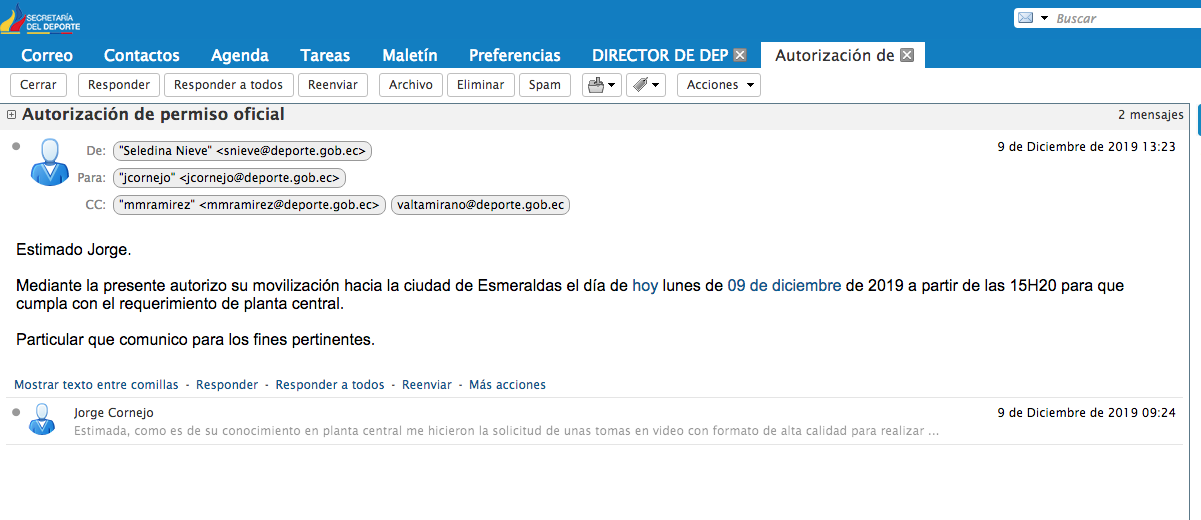 SECRETARÍA
DEL DEPORTE
Buscar
Correo Contactos Agenda Tareas Maletín Preferencias DIRECTOR DE DEP Autorización de
Cerrar Responder Responder a todos Reenviar Archivo Eliminar Spam Acciones
Autorización de permiso oficial 2 mensajes
De: "Seledina Nieve" <snieve@deporte.gob.ec> 9 de Diciembre de 2019 13:23
Para: "jcornejo" <jcornejo@deporte.gob.ec>
CC: "mmramirez" <mmramirez@deporte.gob.ec> valtamirano@deporte.gob.ec
Estimado Jorge.
Mediante la presente autorizo su movilización hacia la ciudad de Esmeraldas el día de hoy lunes de 09 de diciembre de 2019 a partir de las 15H20 para que
cumpla con el requerimiento de planta central.
Particular que comunico para los fines pertinentes.
Mostrar texto entre comillas - Responder - Responder a todos - Reenviar - Más acciones
Jorge Cornejo 9 de Diciembre de 2019 09:24
Estimada, como es de su conocimiento en planta central me hicieron la solicitud de unas tomas en video con formato de alta calidad para realizar ...